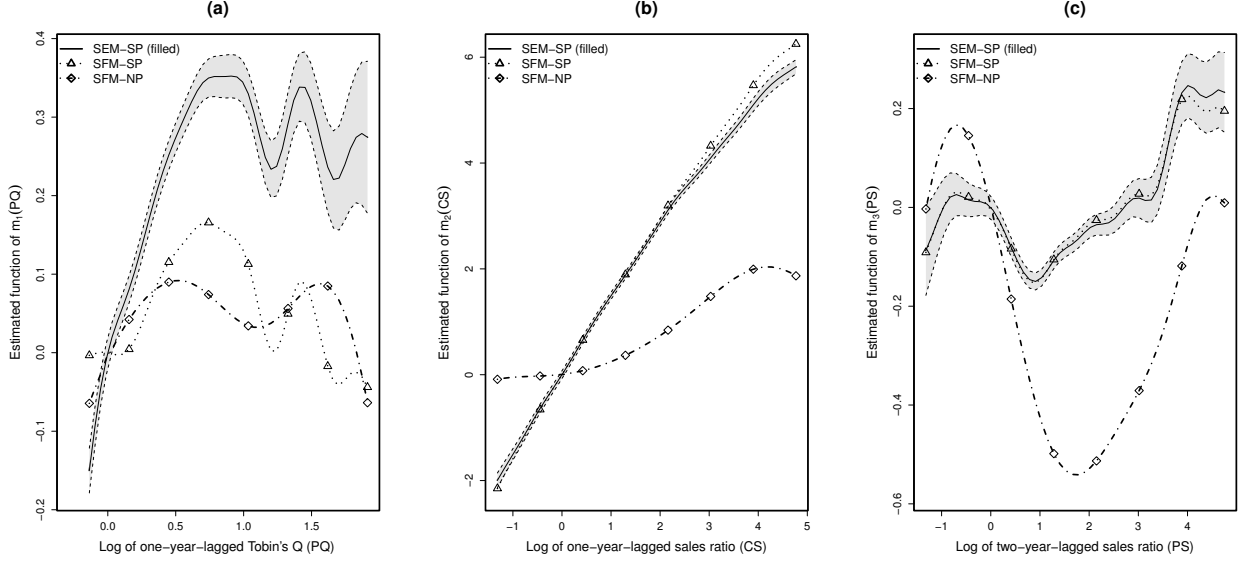 (a)
SEM−SP (filled)
SFM−SP
SFM−NP
Estimated function of m1(PQ)
0.4
0.3
0.2
0.1
0.0
−0.1
−0.2
0.0 0.5 1.0 1.5
Log of one−year−lagged Tobin's Q (PQ)
(b)
SEM−SP (filled)
SFM−SP
SFM−NP
Estimated function of m2(CS)
6
4
2
0
−2
−1 0 1 2 3 4 5
Log of one−year−lagged sales ratio (CS)
(c)
SEM−SP (filled)
SFM−SP
SFM−NP
Estimated function of m3(PS)
0.2
0.0
−0.2
−0.4
−0.6
−1 0 1 2 3 4
Log of two−year−lagged sales ratio (PS)